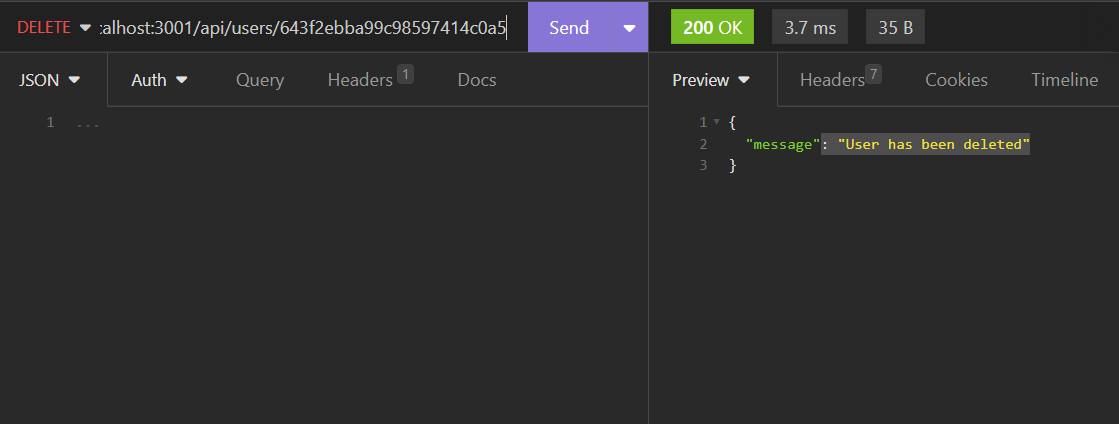 DELETE :alhost:3001/api/users/643f2ebba99c98597414c0a5 Send 200 OK 3.7 ms 35 B
JSON Auth Query Headers 1 Docs Preview Headers 7 Cookies Timeline
1 ...
1 {
2 "message": "User has been deleted"
3 }